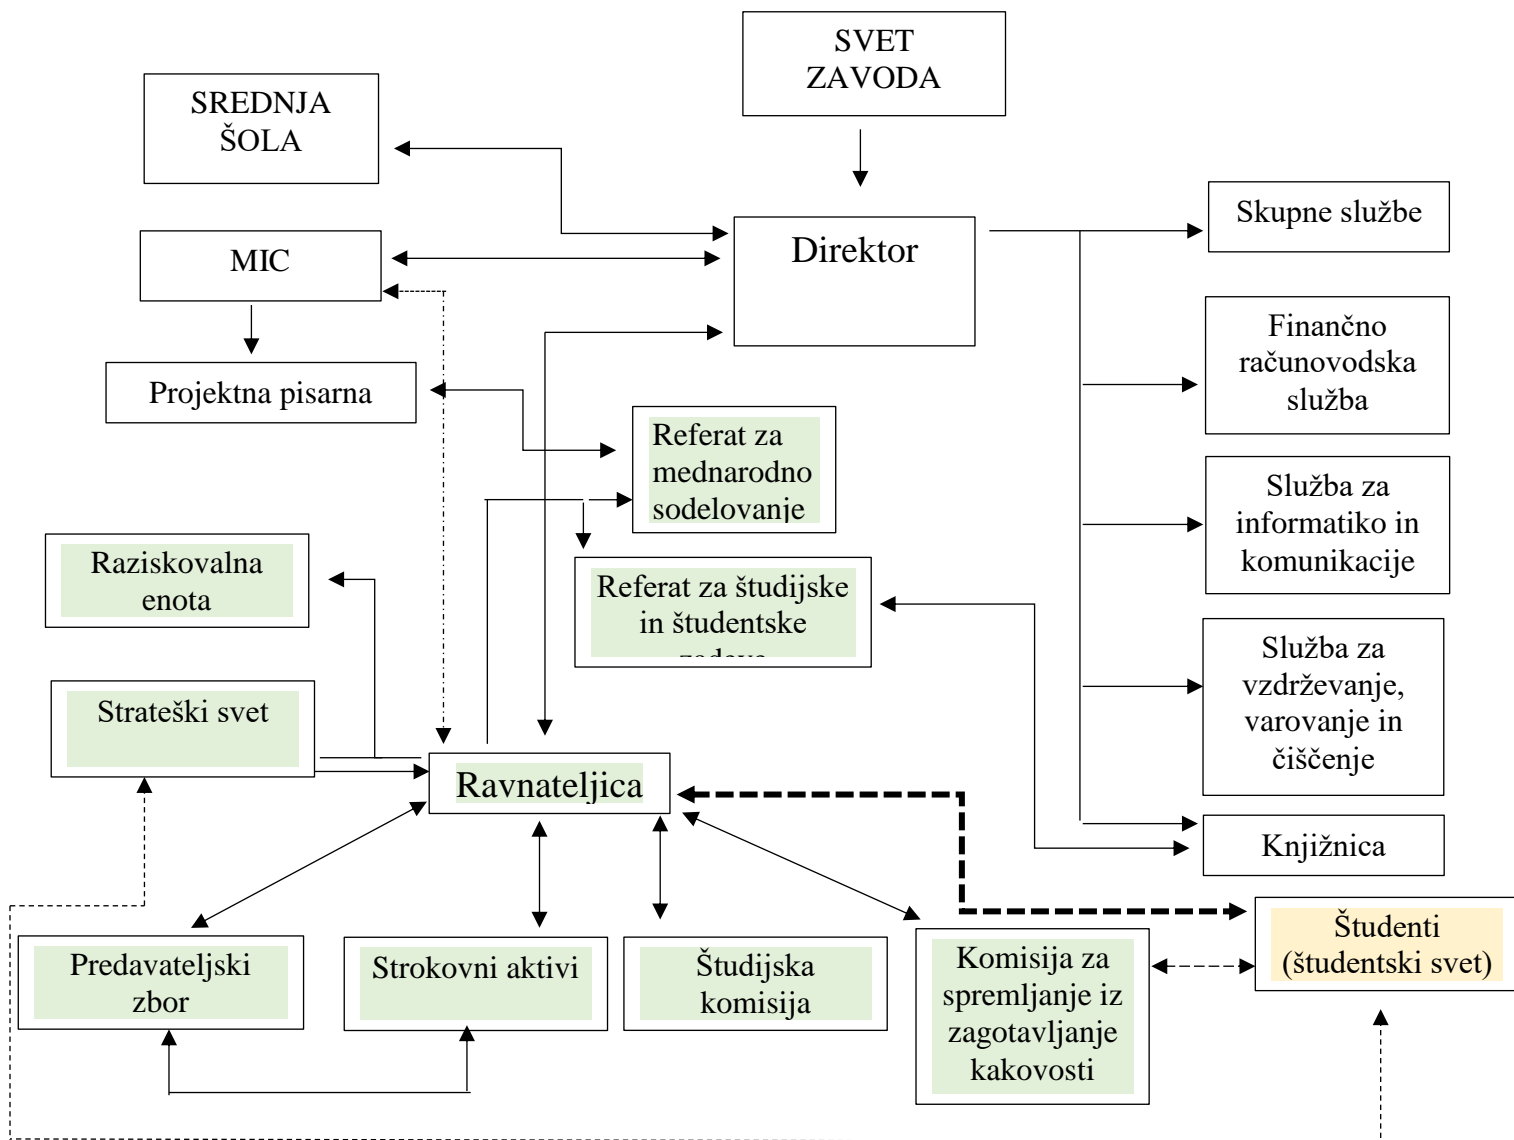 SVET
ZAVODA
SREDNJA
ŠOLA
Skupne službe
Direktor
MIC
Finančno
računovodska
služba
Projektna pisarna
Referat za
mednarodno
sodelovanje
Služba za
informatiko in
komunikacije
Raziskovalna
enota
Referat za študijske
in študentske
Služba za
vzdrževanje,
varovanje in
čiščenje
Strateški svet
Ravnateljica
Knjižnica
Študenti
(študentski svet)
Predavateljski
zbor
Strokovni aktivi
Študijska
komisija
Komisija za
spremljanje iz
zagotavljanje
kakovosti